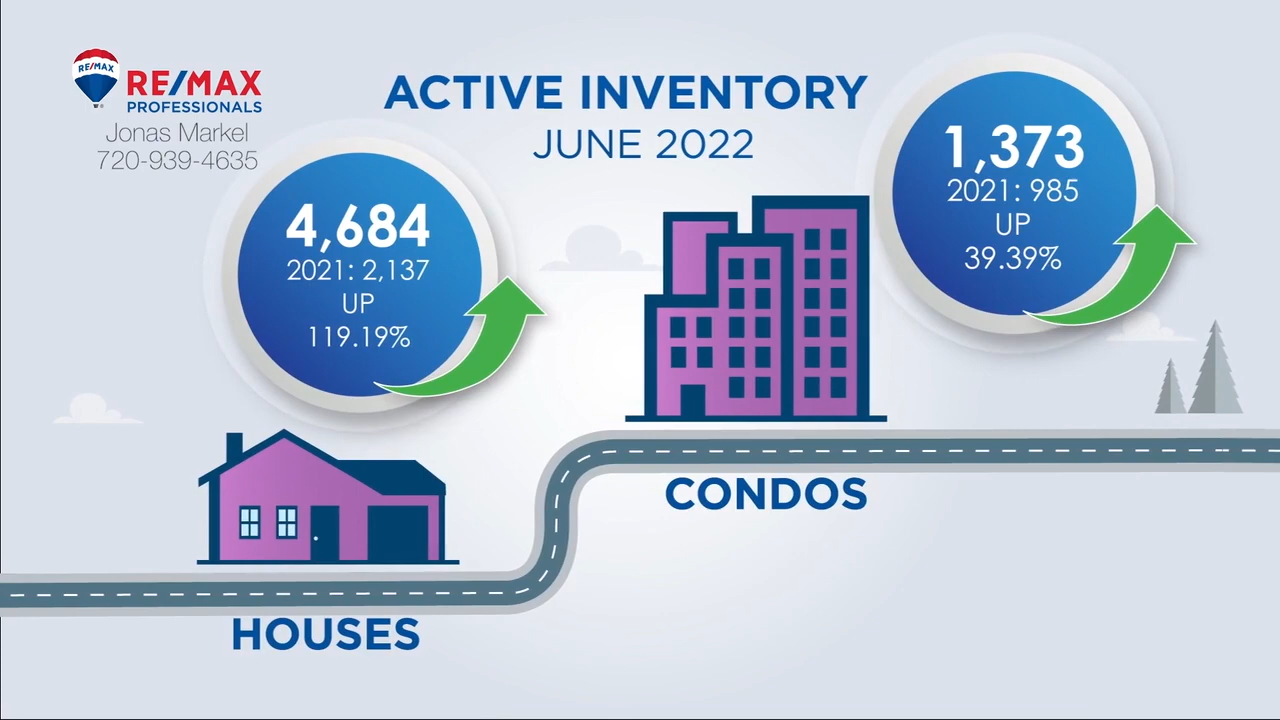 RE/MAX
RE/MAX
PROFESSIONALS
Jonas Markel
720-939-4635
ACTIVE INVENTORY
JUNE 2022
4,684
2021: 2,137
UP
119.19%
1,373
2021: 985
UP
39.39%
CONDOS
HOUSES